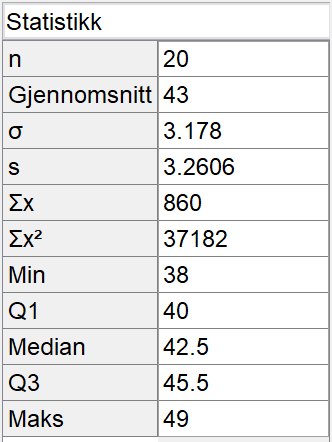 Statistikk
n 20
Gjennomsnitt 43
σ 3.178
s 3.2606
Σx 860
Σx² 37182
Min 38
Q1 40
Median 42.5
Q3 45.5
Maks 49